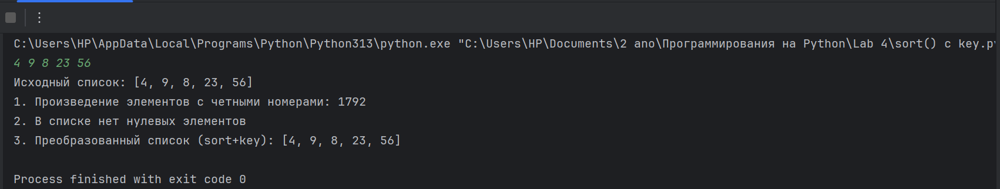 C:\Users\HP\AppData\Local\Programs\Python\Python313\python.exe "C:\Users\HP\Documents\2 ano\Программирования на Python\Lab 4\sort() с key.py
4 9 8 23 56
Исходный список: [4, 9, 8, 23, 56]
1. Произведение элементов с четными номерами: 1792
2. В списке нет нулевых элементов
3. Преобразованный список (sort+key): [4, 9, 8, 23, 56]
Process finished with exit code 0